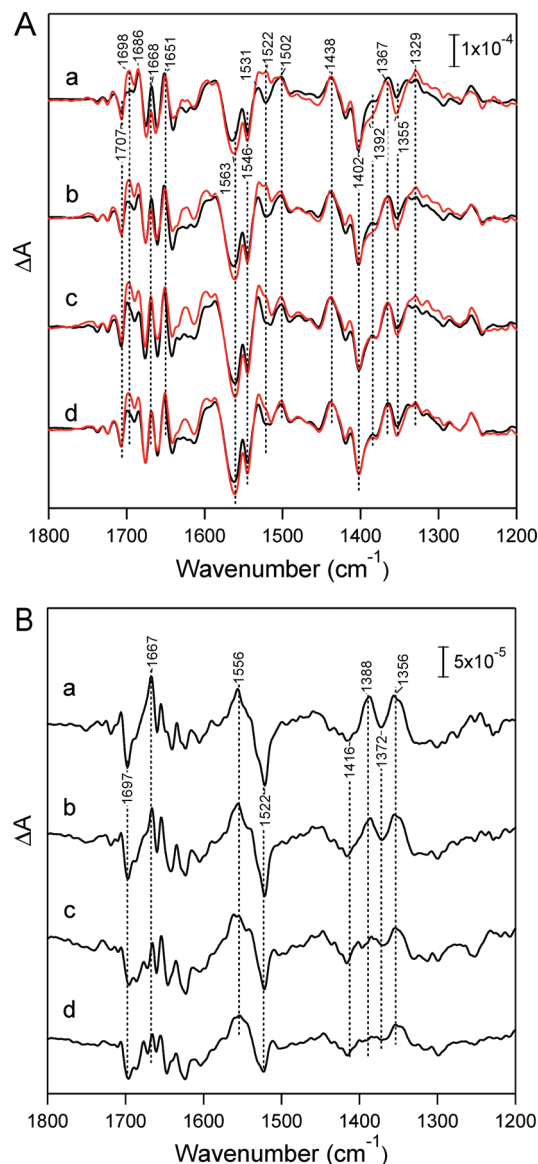 A
1698
1686
1668
1651
1531
1522
1502
1438
1367
1329
1x10-4
a
1707
1563
1546
1402
1392
1355
b
c
d
ΔA
1800 1700 1600 1500 1400 1300 1200
Wavenumber (cm-1)
B
1667
1556
1388
1356
5x10-5
a
1697
1522
1416
1372
b
c
d
ΔA
1800 1700 1600 1500 1400 1300 1200
Wavenumber (cm-1)